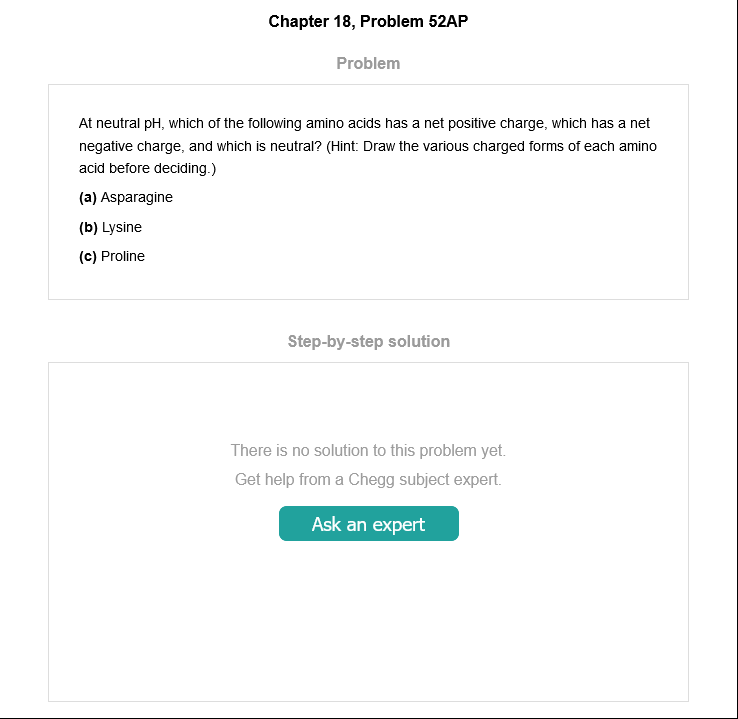 Chapter 18, Problem 52AP
Problem
At neutral pH, which of the following amino acids has a net positive charge, which has a net
negative charge, and which is neutral? (Hint: Draw the various charged forms of each amino
acid before deciding.)
(a) Asparagine
(b) Lysine
(c) Proline
Step-by-step solution
There is no solution to this problem yet.
Get help from a Chegg subject expert.
Ask an expert